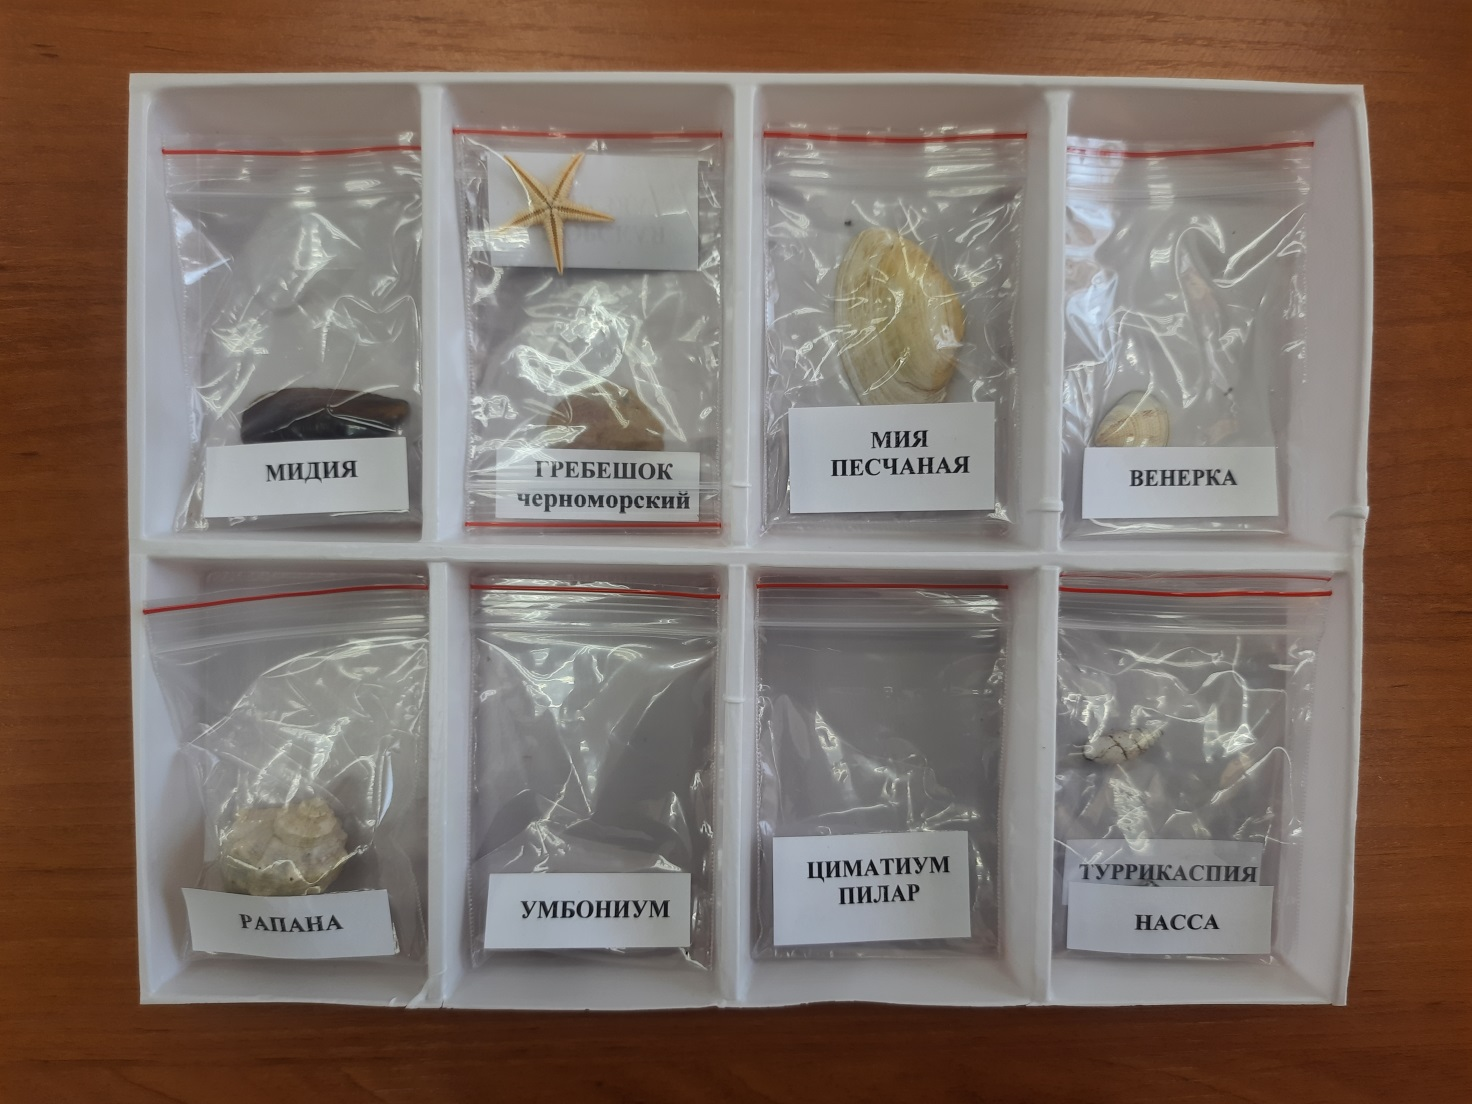 МИДИЯ
ГРЕБЕШОК
черноморский
МИЯ
ПЕСЧАНАЯ
ВЕНЕРКА
РАПАНА
УМБОНИУМ
ЦИМАТИУМ
ПИЛАР
ТУРРИКАСПИЯ
НАССА